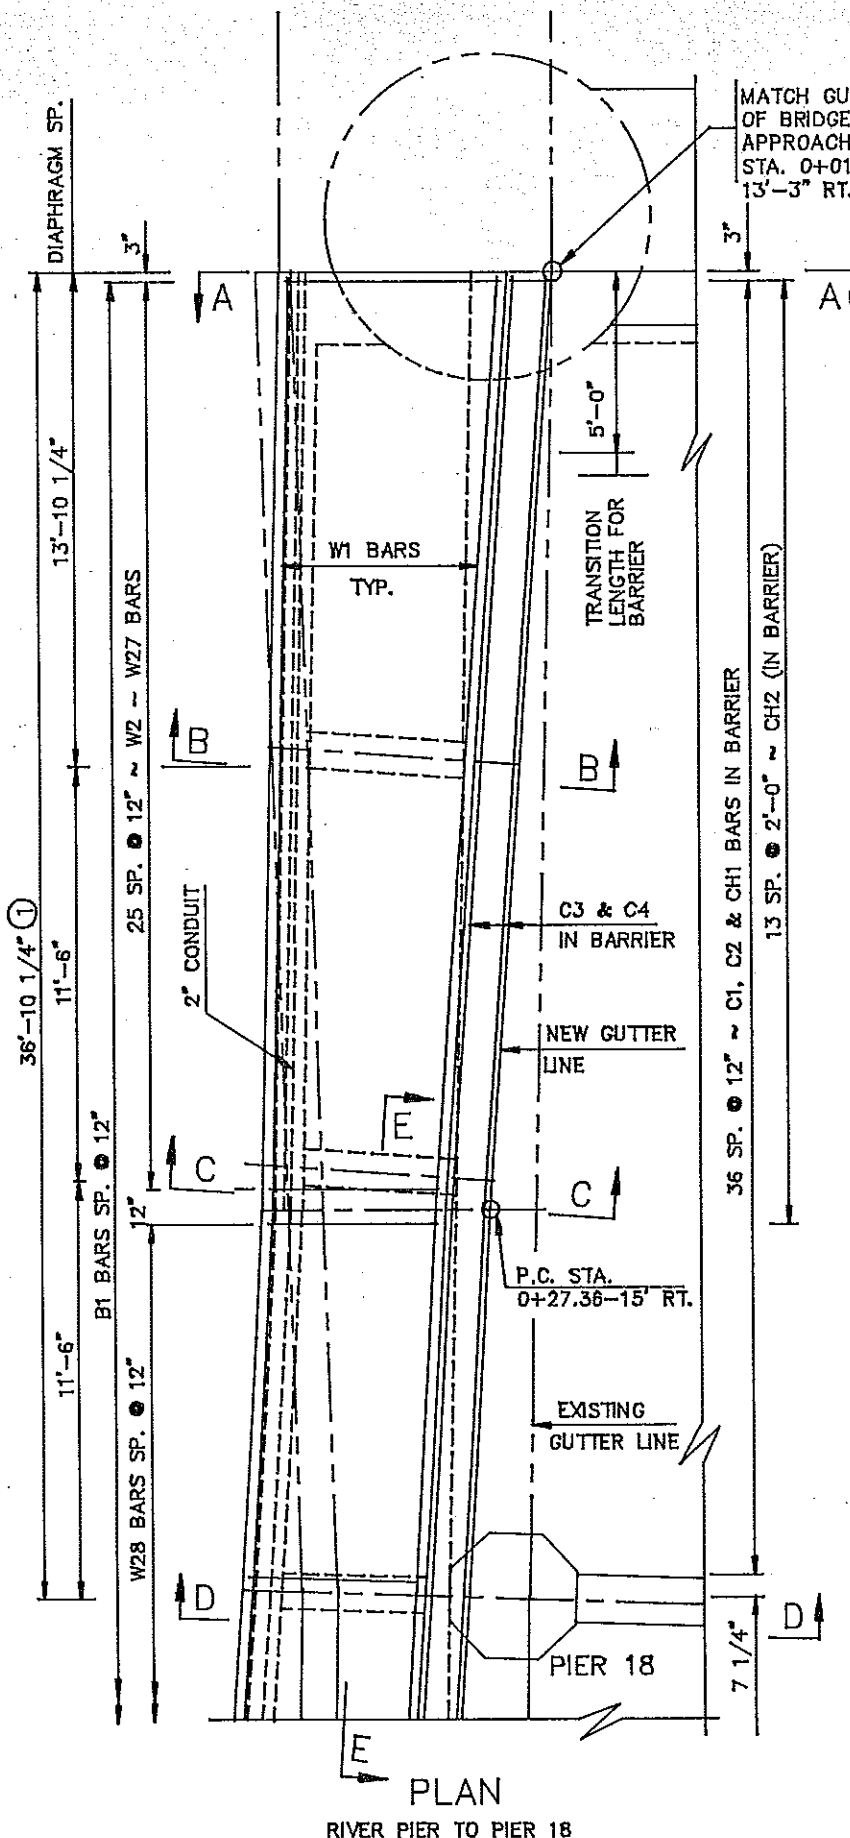 MATCH GU
OF BRIDGE
APPROACH
STA. 0+01
13'-3" RT.
DIAPHRAGM SP.
3"
3"
A
A
5'-0"
13'-10 1/4"
TRANSITION
LENGTH FOR
BARRIER
W1 BARS
TYP.
25 SP. @ 12" ~ W2 ~ W27 BARS
13 SP. @ 2'-0" ~ CH2 (IN BARRIER)
36 SP. @ 12" ~ C1, C2 & CH1 BARS IN BARRIER
B
B
36'-10 1/4" 1
11'-6"
2" CONDUIT
C3 & C4
IN BARRIER
NEW GUTTER
LINE
E
C
C
B1 BARS SP. @ 12"
12"
P.C. STA.
0+27.36-15' RT.
11'-6"
W28 BARS SP. @ 12"
EXISTING
GUTTER LINE
D
D
PIER 18
7 1/4"
E
PLAN
RIVER PIER TO PIER 18